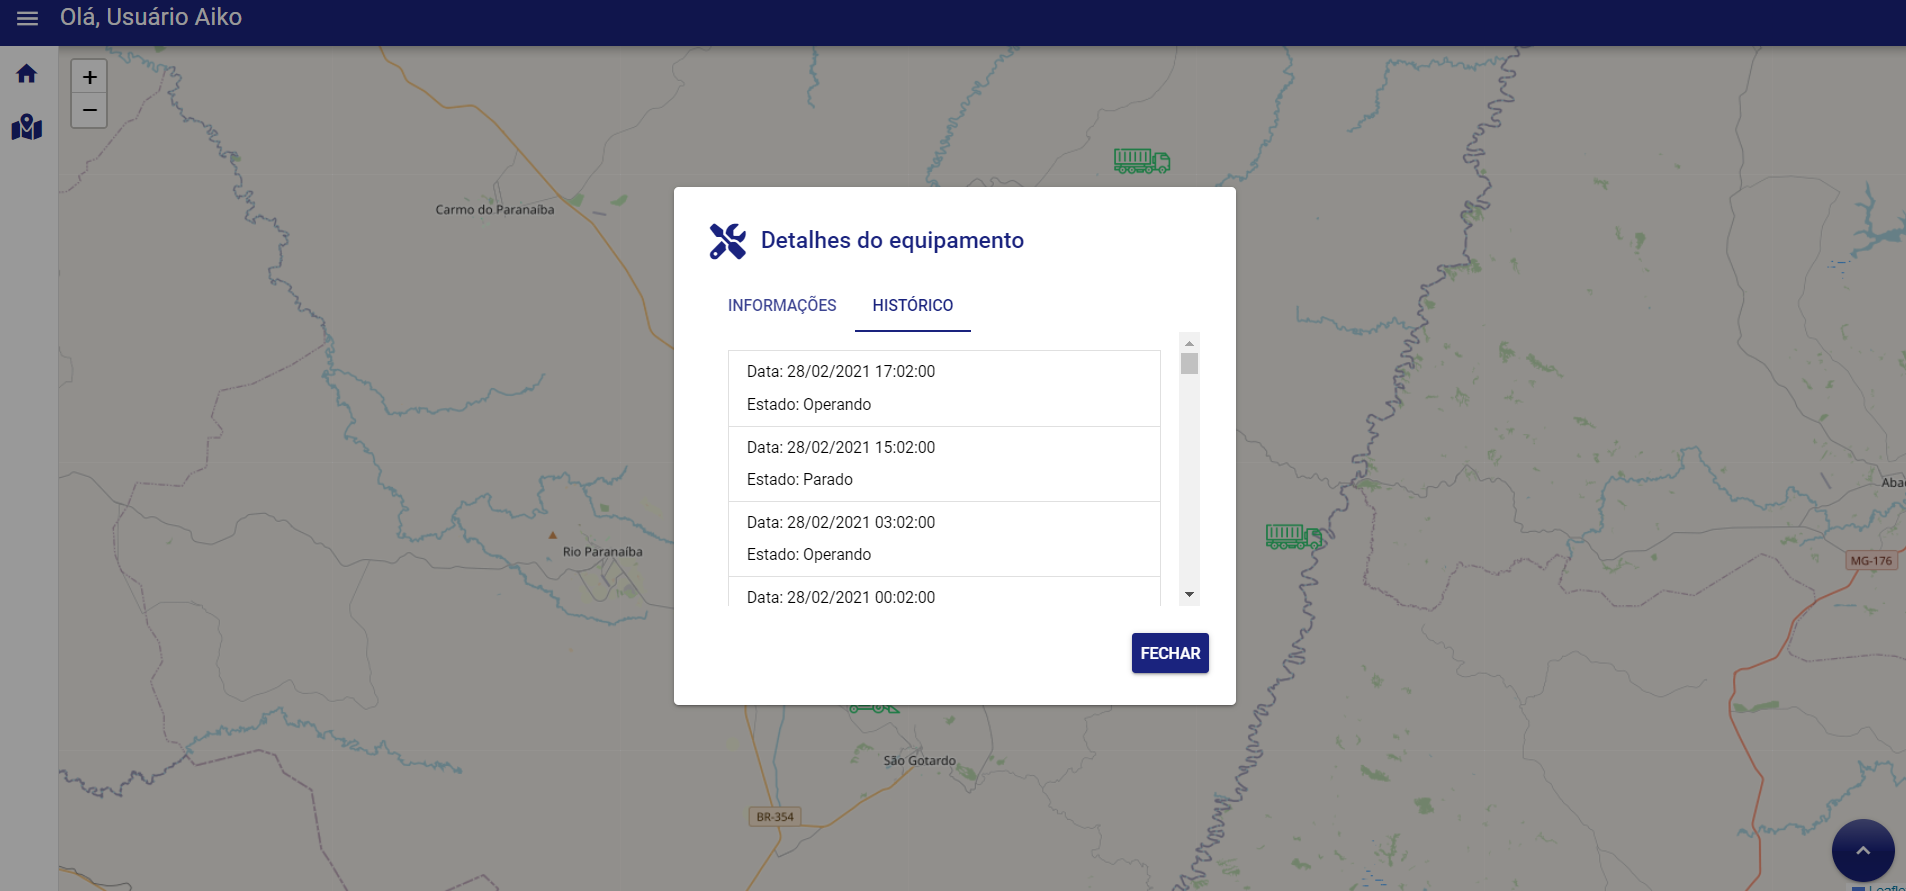 Olá, Usuário Aiko
+
−
Carmo do Paranaíba
Detalhes do equipamento
INFORMAÇÕES
HISTÓRICO
Data: 28/02/2021 17:02:00
Estado: Operando
Data: 28/02/2021 15:02:00
Estado: Parado
Data: 28/02/2021 03:02:00
Estado: Operando
Data: 28/02/2021 00:02:00
FECHAR
Rio Paranaíba
MG-176
São Gotardo
BR-354